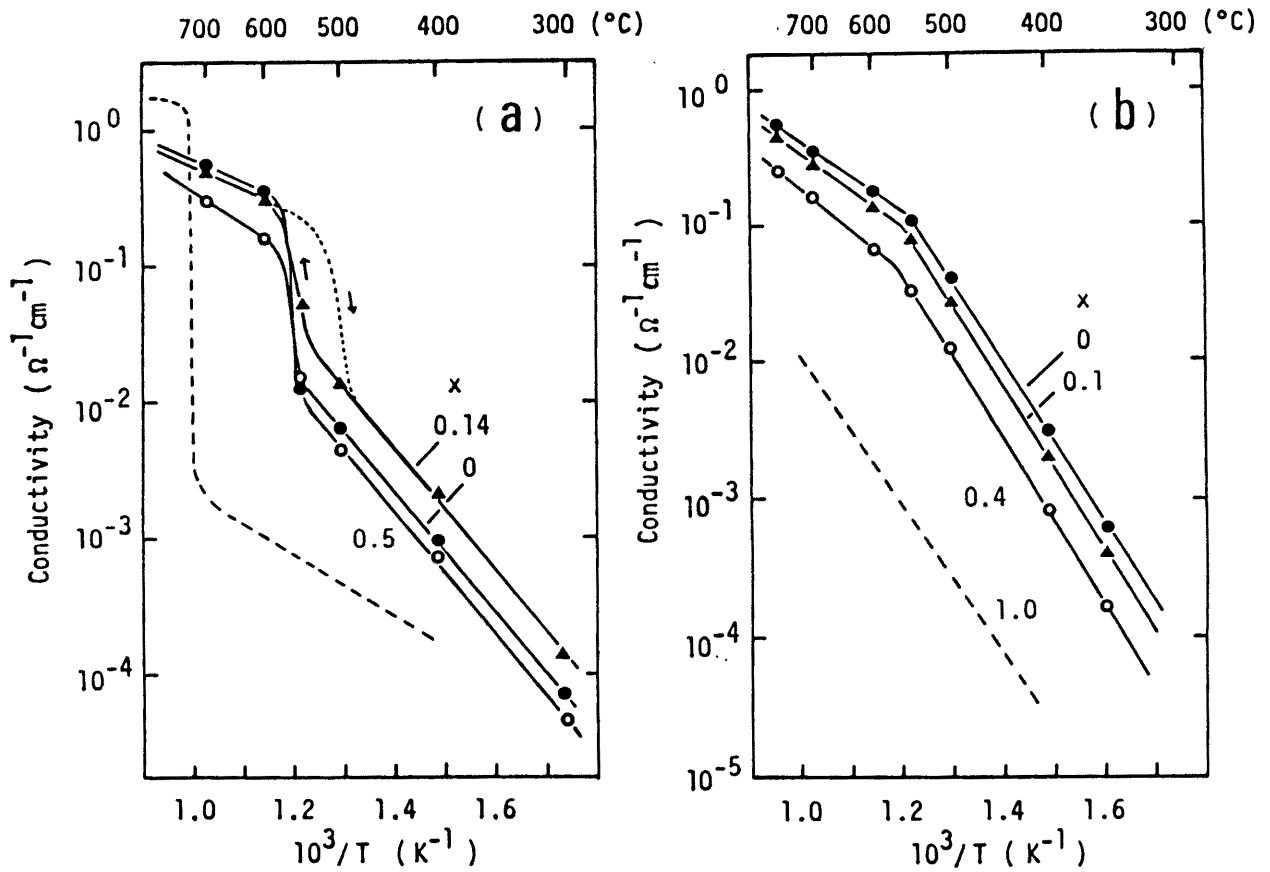 700 600 500 400 300 (°C)
(a)
10^0
10^-1
10^-2
10^-3
10^-4
Conductivity (Ω^-1cm^-1)
x
0.14
0
0.5
1.0 1.2 1.4 1.6
10^3/T (K^-1)
700 600 500 400 300 (°C)
(b)
10^0
10^-1
10^-2
10^-3
10^-4
10^-5
Conductivity (Ω^-1cm^-1)
x
0
0.1
0.4
1.0
1.0 1.2 1.4 1.6
10^3/T (K^-1)